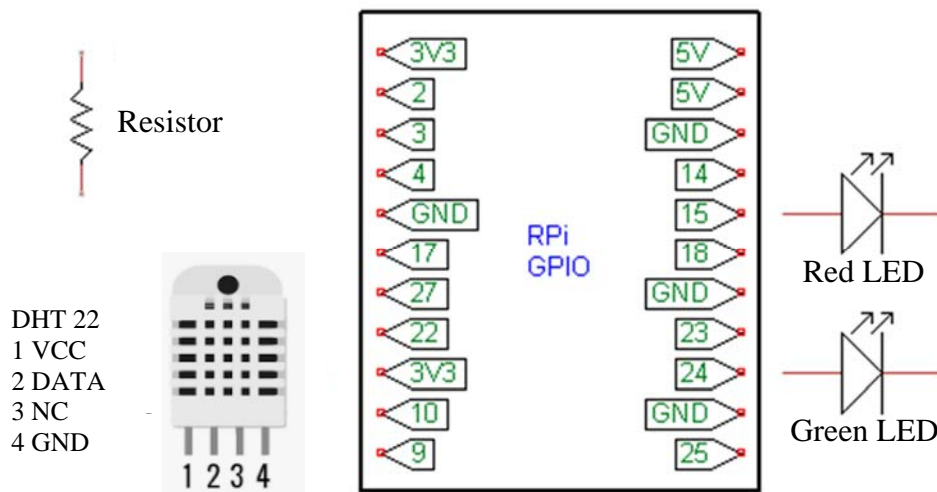 Resistor
DHT 22
1 VCC
2 DATA
3 NC
4 GND
1 2 3 4
3V3
2
3
4
GND
17
27
22
3V3
10
9
RPi
GPIO
5V
5V
GND
14
15
18
GND
23
24
GND
25
Red LED
Green LED